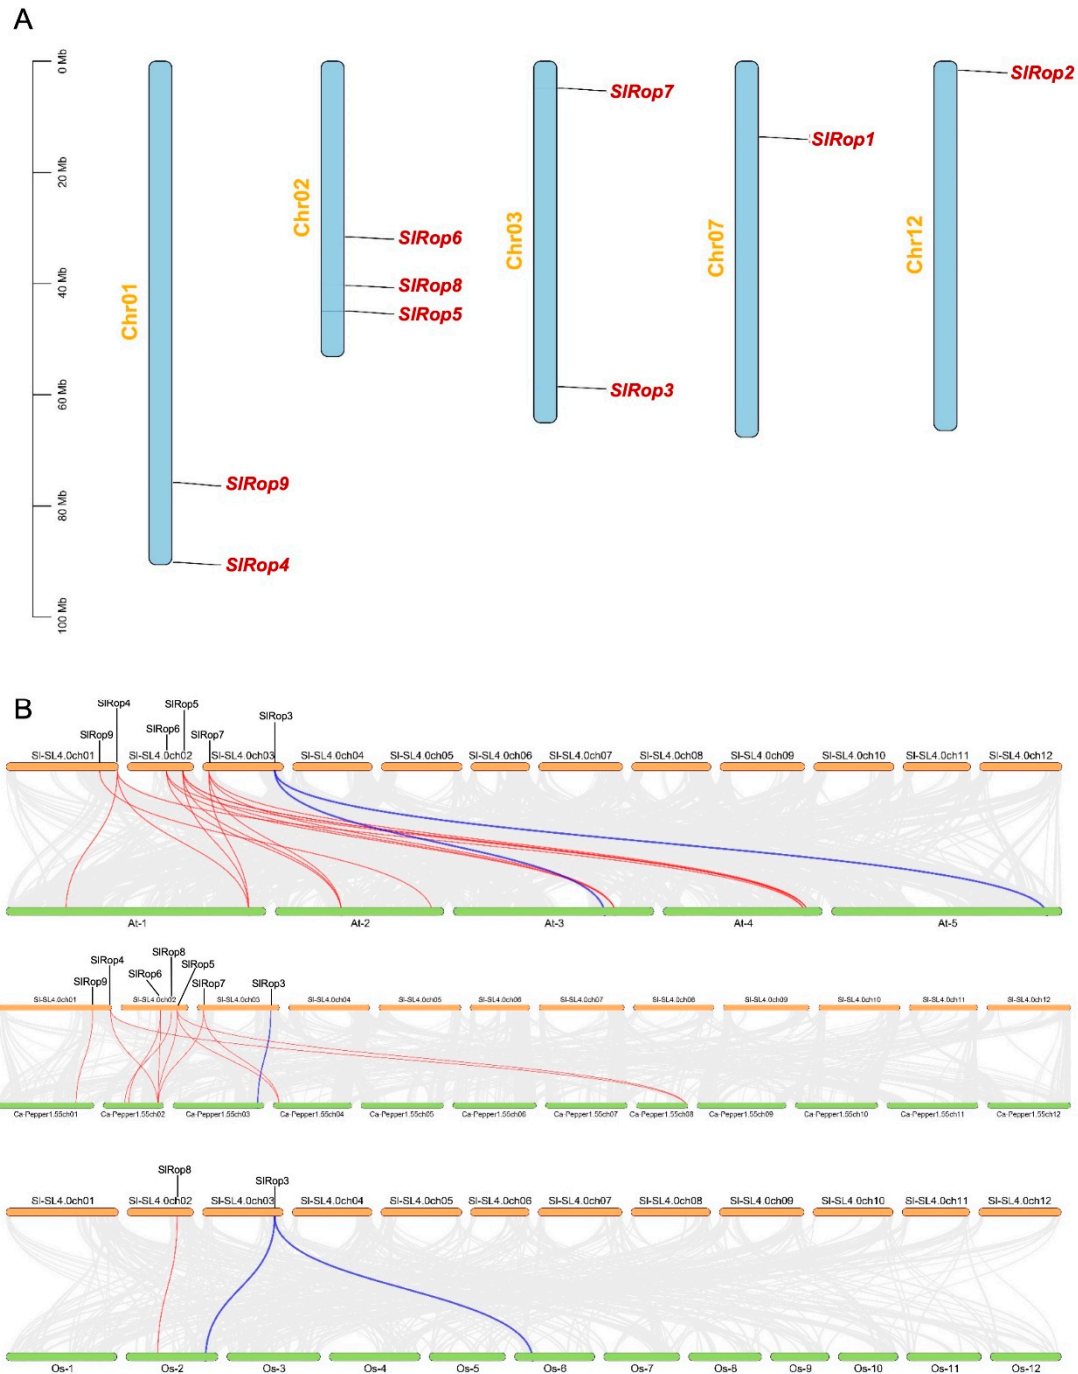 A
0 Mb
20 Mb
40 Mb
60 Mb
80 Mb
100 Mb
Chr01
SlRop9
SlRop4
Chr02
SlRop6
SlRop8
SlRop5
Chr03
SlRop7
SlRop3
Chr07
SlRop1
Chr12
SlRop2
B
SlRop4 SlRop5
SlRop9 SlRop6 SlRop7 SlRop3
Sl-SL4.0ch01 Sl-SL4.0ch02 Sl-SL4.0ch03 Sl-SL4.0ch04 Sl-SL4.0ch05 Sl-SL4.0ch06 Sl-SL4.0ch07 Sl-SL4.0ch08 Sl-SL4.0ch09 Sl-SL4.0ch10 Sl-SL4.0ch11 Sl-SL4.0ch12
At-1 At-2 At-3 At-4 At-5
SlRop8
SlRop4 SlRop5
SlRop9 SlRop6 SlRop7 SlRop3
Sl-SL4.0ch01 Sl-SL4.0ch02 Sl-SL4.0ch03 Sl-SL4.0ch04 Sl-SL4.0ch05 Sl-SL4.0ch06 Sl-SL4.0ch07 Sl-SL4.0ch08 Sl-SL4.0ch09 Sl-SL4.0ch10 Sl-SL4.0ch11 Sl-SL4.0ch12
Ca-Pepper1.55ch01 Ca-Pepper1.55ch02 Ca-Pepper1.55ch03 Ca-Pepper1.55ch04 Ca-Pepper1.55ch05 Ca-Pepper1.55ch06 Ca-Pepper1.55ch07 Ca-Pepper1.55ch08 Ca-Pepper1.55ch09 Ca-Pepper1.55ch10 Ca-Pepper1.55ch11 Ca-Pepper1.55ch12
SlRop8 SlRop3
Sl-SL4.0ch01 Sl-SL4.0ch02 Sl-SL4.0ch03 Sl-SL4.0ch04 Sl-SL4.0ch05 Sl-SL4.0ch06 Sl-SL4.0ch07 Sl-SL4.0ch08 Sl-SL4.0ch09 Sl-SL4.0ch10 Sl-SL4.0ch11 Sl-SL4.0ch12
Os-1 Os-2 Os-3 Os-4 Os-5 Os-6 Os-7 Os-8 Os-9 Os-10 Os-11 Os-12